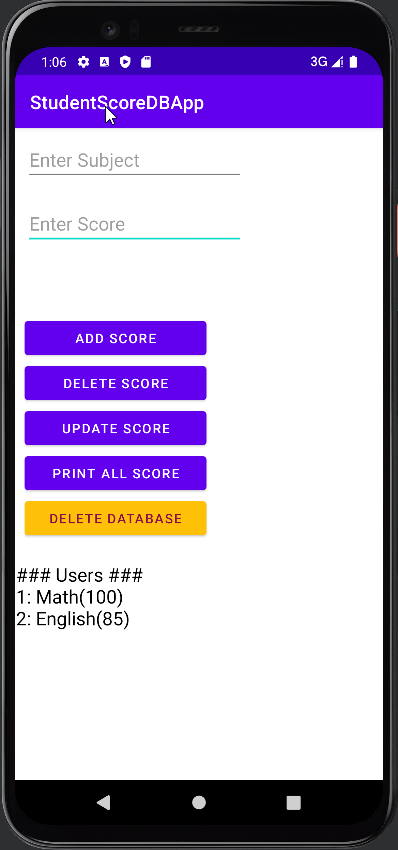 1:06
3G
StudentScoreDBApp
Enter Subject
Enter Score
ADD SCORE
DELETE SCORE
UPDATE SCORE
PRINT ALL SCORE
DELETE DATABASE
### Users ###
1: Math(100)
2: English(85)